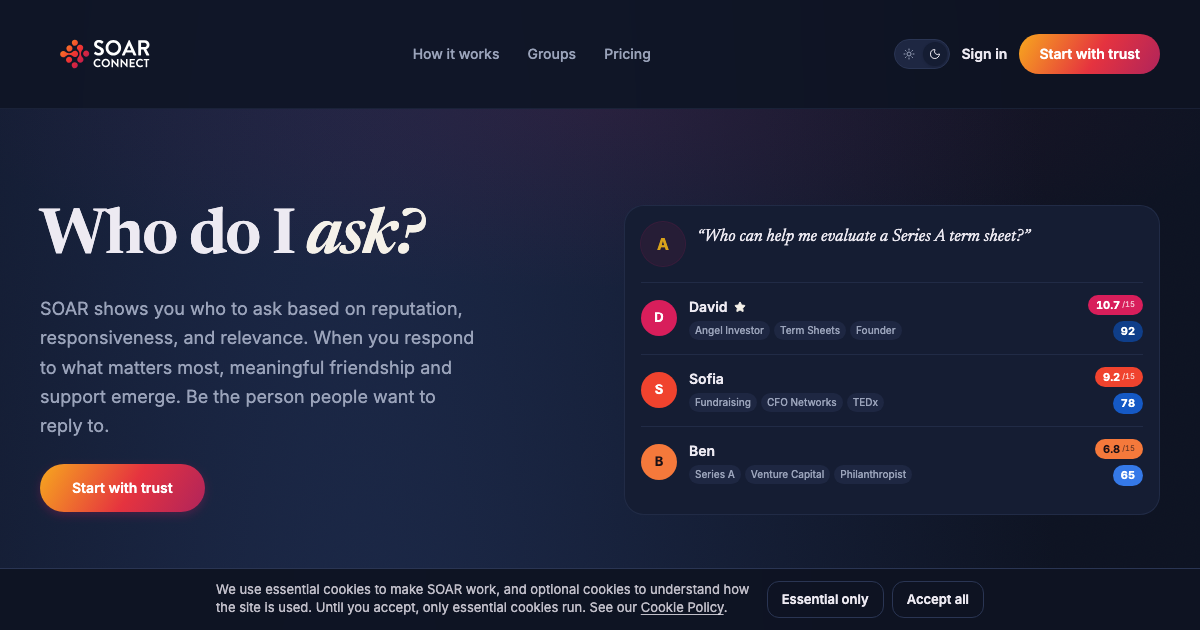 SOAR
CONNECT
How it works
Groups
Pricing
Sign in
Start with trust
Who do I ask?
SOAR shows you who to ask based on reputation,
responsiveness, and relevance. When you respond
to what matters most, meaningful friendship and
support emerge. Be the person people want to
reply to.
Start with trust
A
“Who can help me evaluate a Series A term sheet?”
D
David
10.7 /15
Angel Investor
Term Sheets
Founder
92
S
Sofia
9.2 /15
Fundraising
CFO Networks
TEDx
78
B
Ben
6.8 /15
Series A
Venture Capital
Philanthropist
65
We use essential cookies to make SOAR work, and optional cookies to understand how
the site is used. Until you accept, only essential cookies run. See our Cookie Policy.
Essential only
Accept all